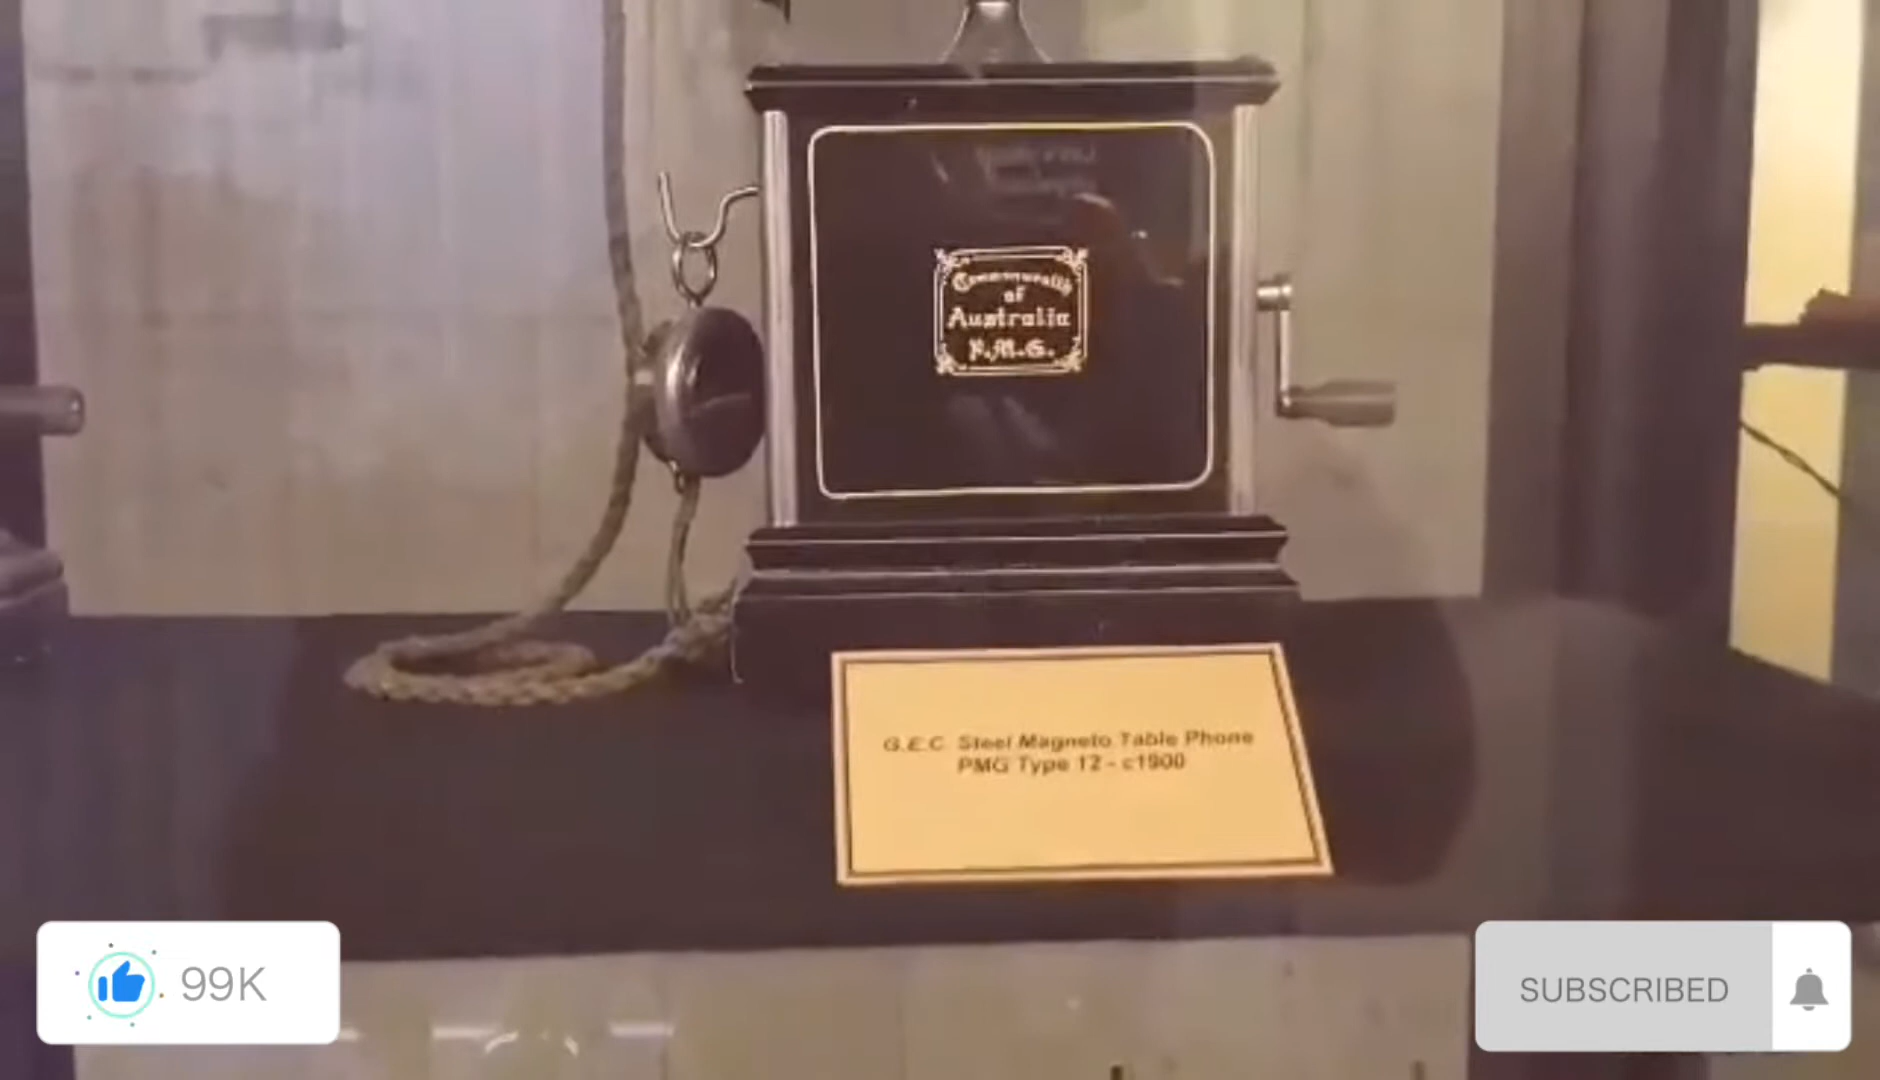 Commonwealth
of
Australia
P.M.G.
G.E.C. Steel Magneto Table Phone
PMG Type 12 - c1900
99K
SUBSCRIBED